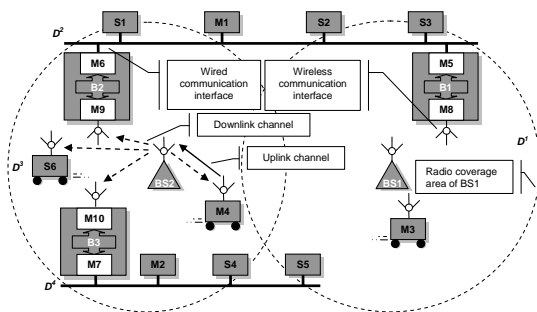 S1 M1 S2 S3
D²
M6 M5
Wired communication interface
Wireless communication interface
B2 B1
M9 M8
Downlink channel
D¹
D³
S6
Uplink channel
BS2
BS1
Radio coverage area of BS1
M10
M4
M3
B3
M7 M2 S4 S5
D⁴